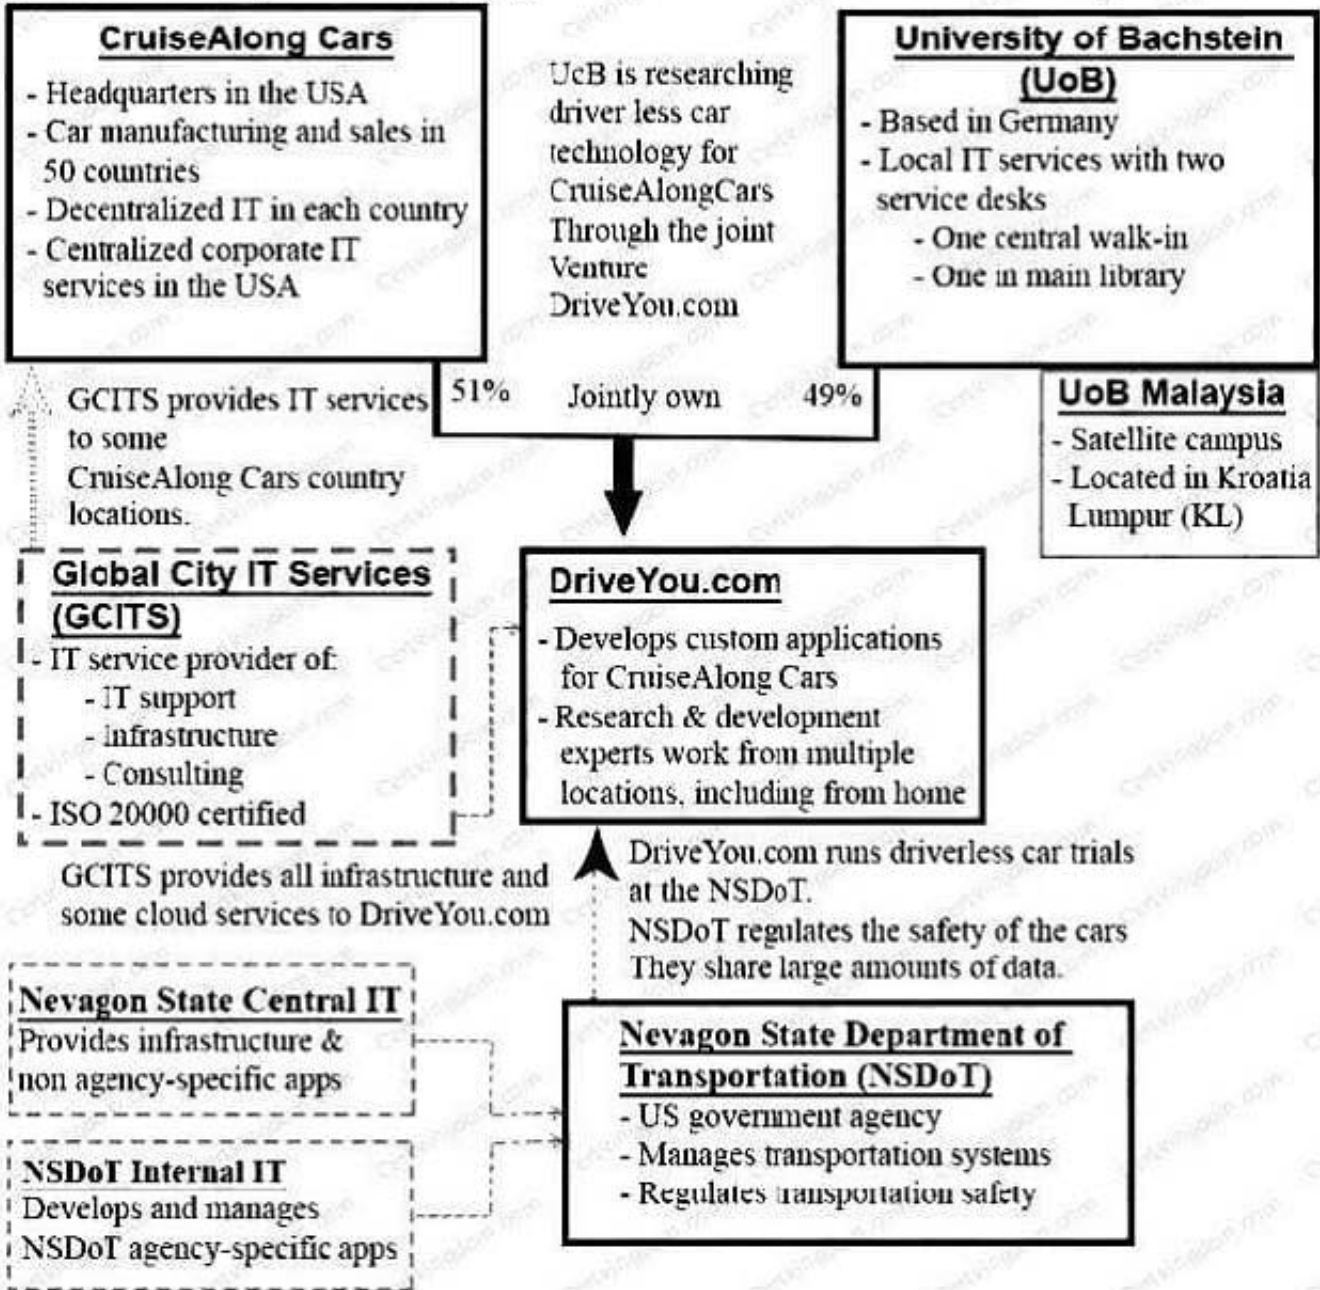 CruiseAlong Cars
- Headquarters in the USA
- Car manufacturing and sales in
50 countries
- Decentralized IT in each country
- Centralized corporate IT
services in the USA
UcB is researching
driver less car
technology for
CruiseAlongCars
Through the joint
Venture
DriveYou.com
University of Bachstein
(UoB)
- Based in Germany
- Local IT services with two
service desks
- One central walk-in
- One in main library
51% Jointly own 49%
UoB Malaysia
- Satellite campus
- Located in Kroatia
Lumpur (KL)
GCITS provides IT services
to some
CruiseAlong Cars country
locations.
Global City IT Services
(GCITS)
- IT service provider of:
- IT support
- Infrastructure
- Consulting
- ISO 20000 certified
DriveYou.com
- Develops custom applications
for CruiseAlong Cars
- Research & development
experts work from multiple
locations, including from home
GCITS provides all infrastructure and
some cloud services to DriveYou.com
DriveYou.com runs driverless car trials
at the NSDoT.
NSDoT regulates the safety of the cars
They share large amounts of data.
Nevagon State Central IT
Provides infrastructure &
non agency-specific apps
NSDoT Internal IT
Develops and manages
NSDoT agency-specific apps
Nevagon State Department of
Transportation (NSDoT)
- US government agency
- Manages transportation systems
- Regulates transportation safety